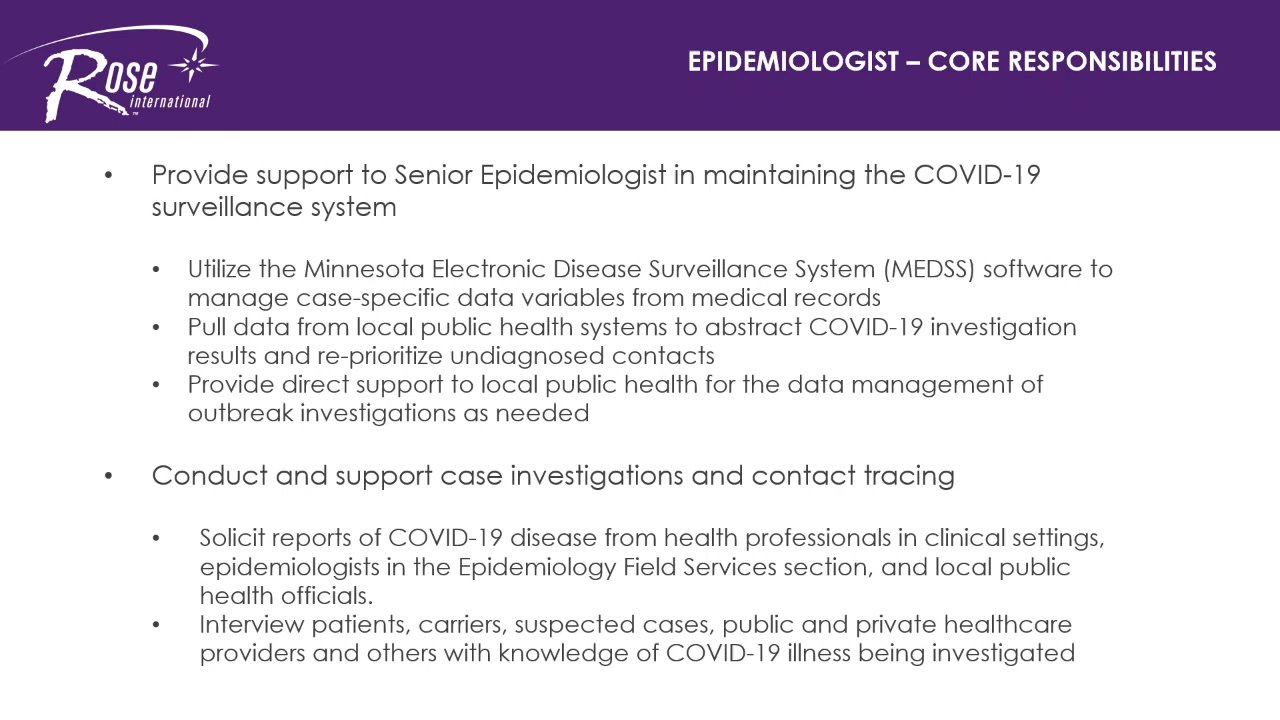 Rose
international
™
EPIDEMIOLOGIST – CORE RESPONSIBILITIES
• Provide support to Senior Epidemiologist in maintaining the COVID-19
surveillance system
• Utilize the Minnesota Electronic Disease Surveillance System (MEDSS) software to
manage case-specific data variables from medical records
• Pull data from local public health systems to abstract COVID-19 investigation
results and re-prioritize undiagnosed contacts
• Provide direct support to local public health for the data management of
outbreak investigations as needed
• Conduct and support case investigations and contact tracing
• Solicit reports of COVID-19 disease from health professionals in clinical settings,
epidemiologists in the Epidemiology Field Services section, and local public
health officials.
• Interview patients, carriers, suspected cases, public and private healthcare
providers and others with knowledge of COVID-19 illness being investigated